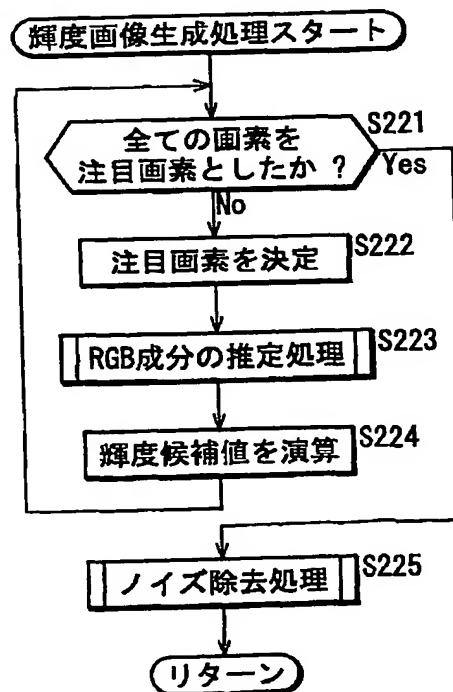 輝度画像生成処理スタート
全ての画素を
注目画素としたか ?
S221
Yes
No
注目画素を決定
S222
RGB成分の推定処理
S223
輝度候補値を演算
S224
ノイズ除去処理
S225
リターン